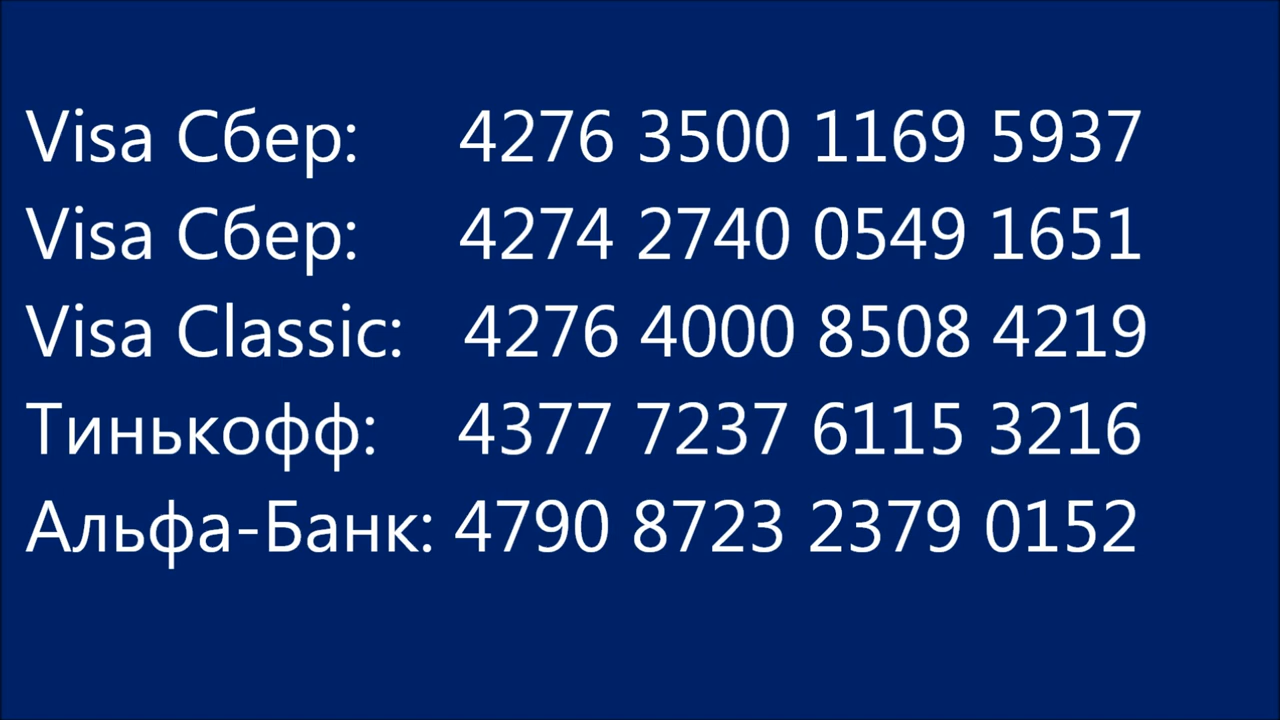 Visa Сбер: 4276 3500 1169 5937
Visa Сбер: 4274 2740 0549 1651
Visa Classic: 4276 4000 8508 4219
Тинькофф: 4377 7237 6115 3216
Альфа-Банк: 4790 8723 2379 0152